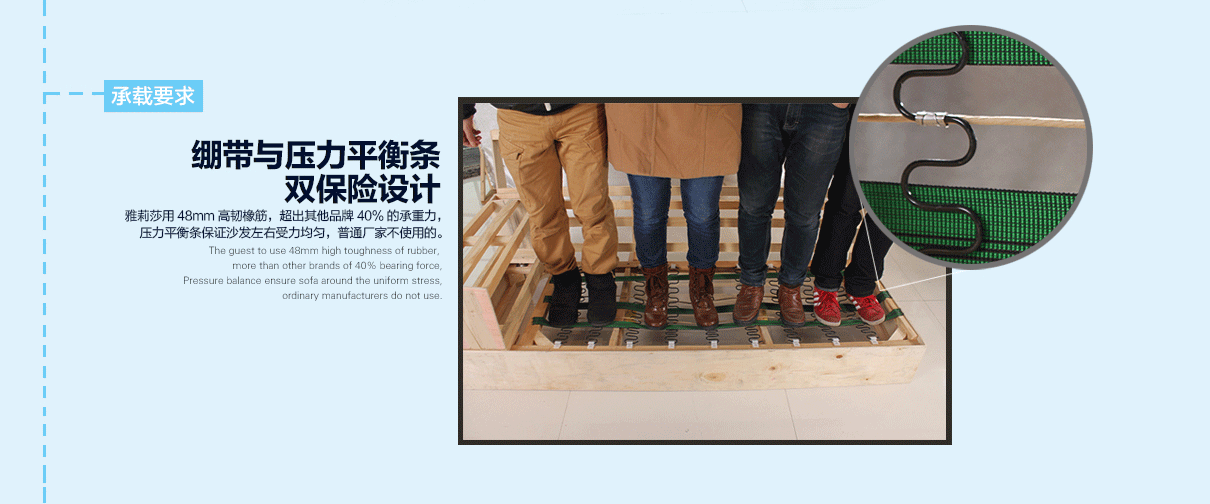 承载要求
绷带与压力平衡条
双保险设计
雅莉莎用 48mm 高韧橡筋，超出其他品牌 40% 的承重力，
压力平衡条保证沙发左右受力均匀，普通厂家不使用的。
The guest to use 48mm high toughness of rubber,
more than other brands of 40% bearing force,
Pressure balance ensure sofa around the uniform stress,
ordinary manufacturers do not use.